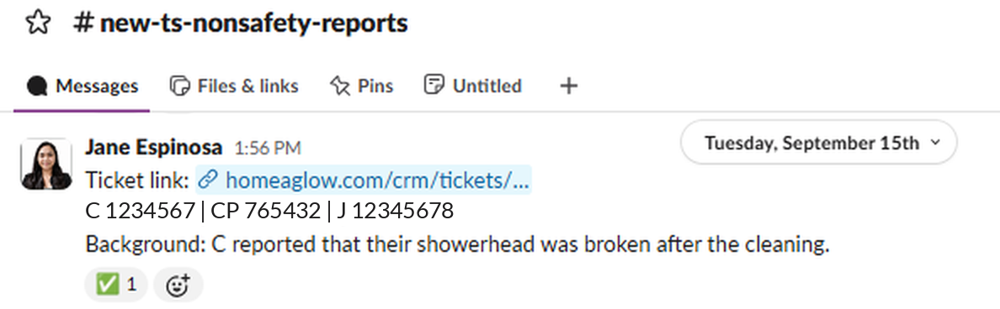 # new-ts-nonsafety-reports
Messages Files & links Pins Untitled +
Tuesday, September 15th
Jane Espinosa 1:56 PM
Ticket link: homeaglow.com/crm/tickets/...
C 1234567 | CP 765432 | J 12345678
Background: C reported that their showerhead was broken after the cleaning.
✅ 1